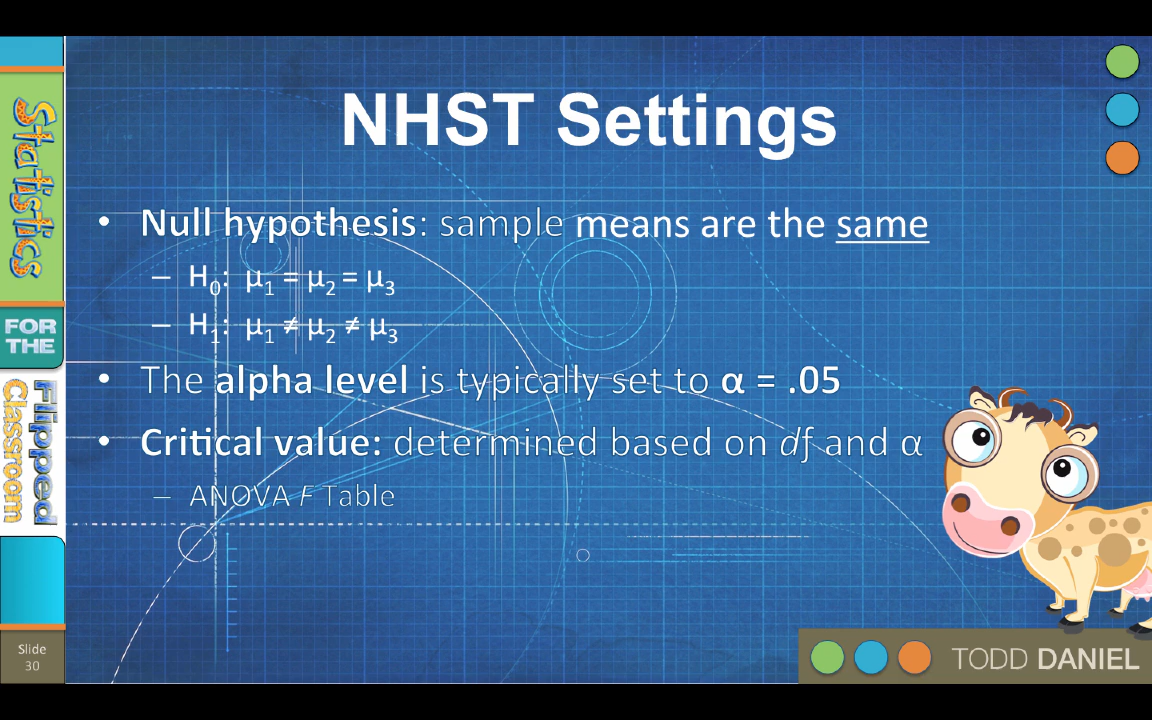 Statistics
FOR
THE
Flipped
Classroom
Slide
30
NHST Settings
• Null hypothesis: sample means are the same
– H₀: μ₁ = μ₂ = μ₃
– H₁: μ₁ ≠ μ₂ ≠ μ₃
• The alpha level is typically set to α = .05
• Critical value: determined based on df and α
– ANOVA F Table
TODD DANIEL